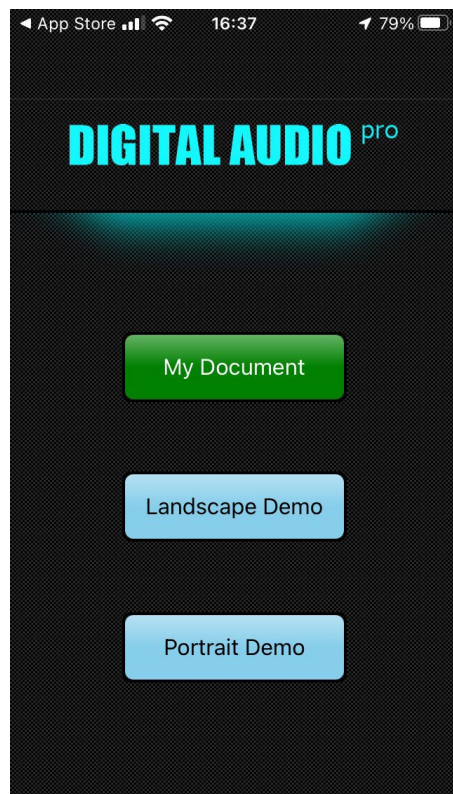 App Store 16:37 79%
DIGITAL AUDIO pro
My Document
Landscape Demo
Portrait Demo